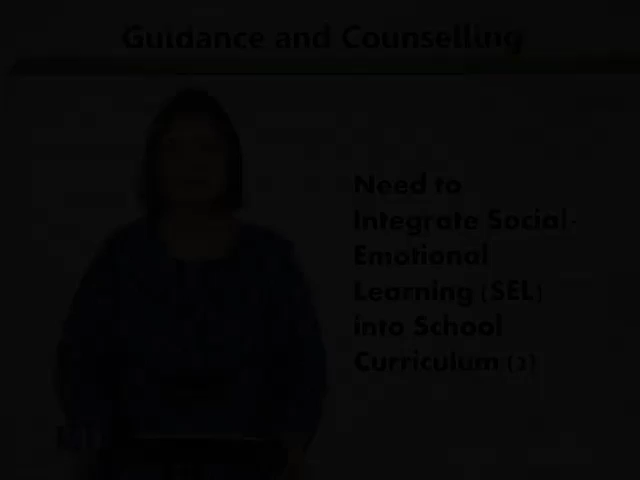 Guidance and Counselling
Need to
Integrate Social-
Emotional
Learning (SEL)
into School
Curriculum (3)